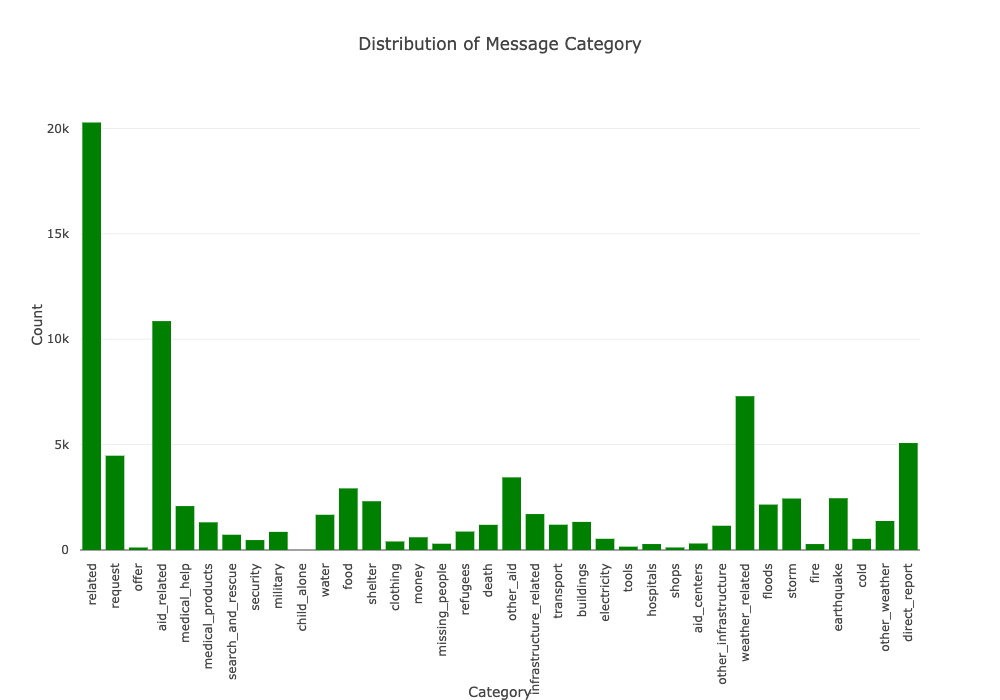 Distribution of Message Category
20k
15k
10k
5k
0
Count
related
request
offer
aid_related
medical_help
medical_products
search_and_rescue
security
military
child_alone
water
food
shelter
clothing
money
missing_people
refugees
death
other_aid
infrastructure_related
transport
buildings
electricity
tools
hospitals
shops
aid_centers
other_infrastructure
weather_related
floods
storm
fire
earthquake
cold
other_weather
direct_report
Category